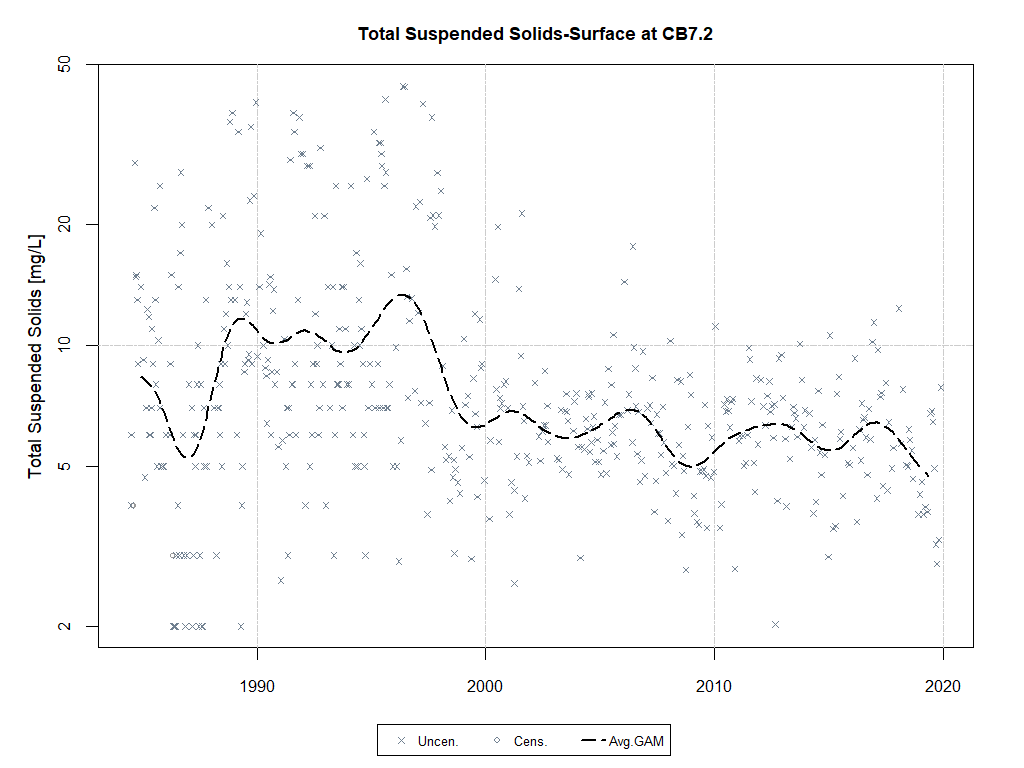 Total Suspended Solids-Surface at CB7.2
Total Suspended Solids [mg/L]
50
20
10
5
2
1990 2000 2010 2020
Uncen. Cens. Avg.GAM